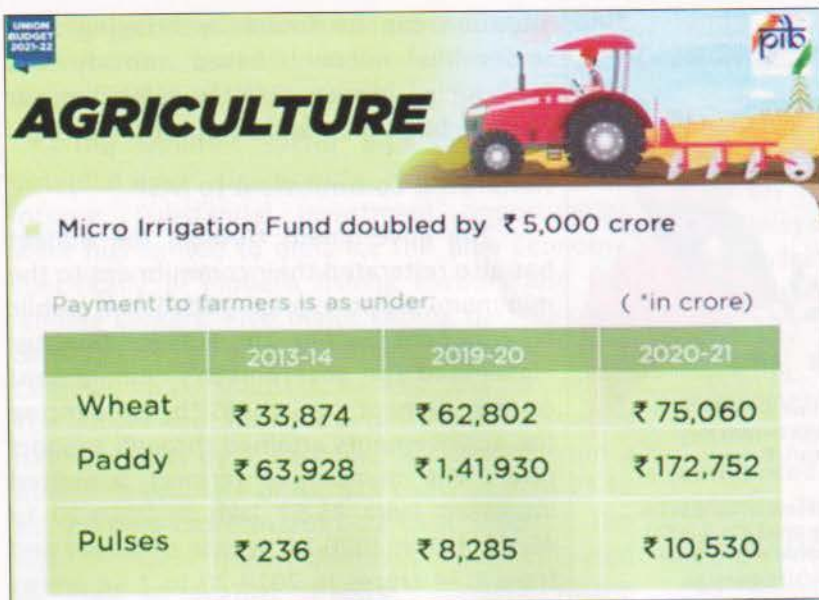 UNION
BUDGET
2021-22
pib
AGRICULTURE
Micro Irrigation Fund doubled by ₹5,000 crore
Payment to farmers is as under: ( *in crore)
2013-14 2019-20 2020-21
Wheat ₹33,874 ₹62,802 ₹75,060
Paddy ₹63,928 ₹1,41,930 ₹172,752
Pulses ₹236 ₹8,285 ₹10,530